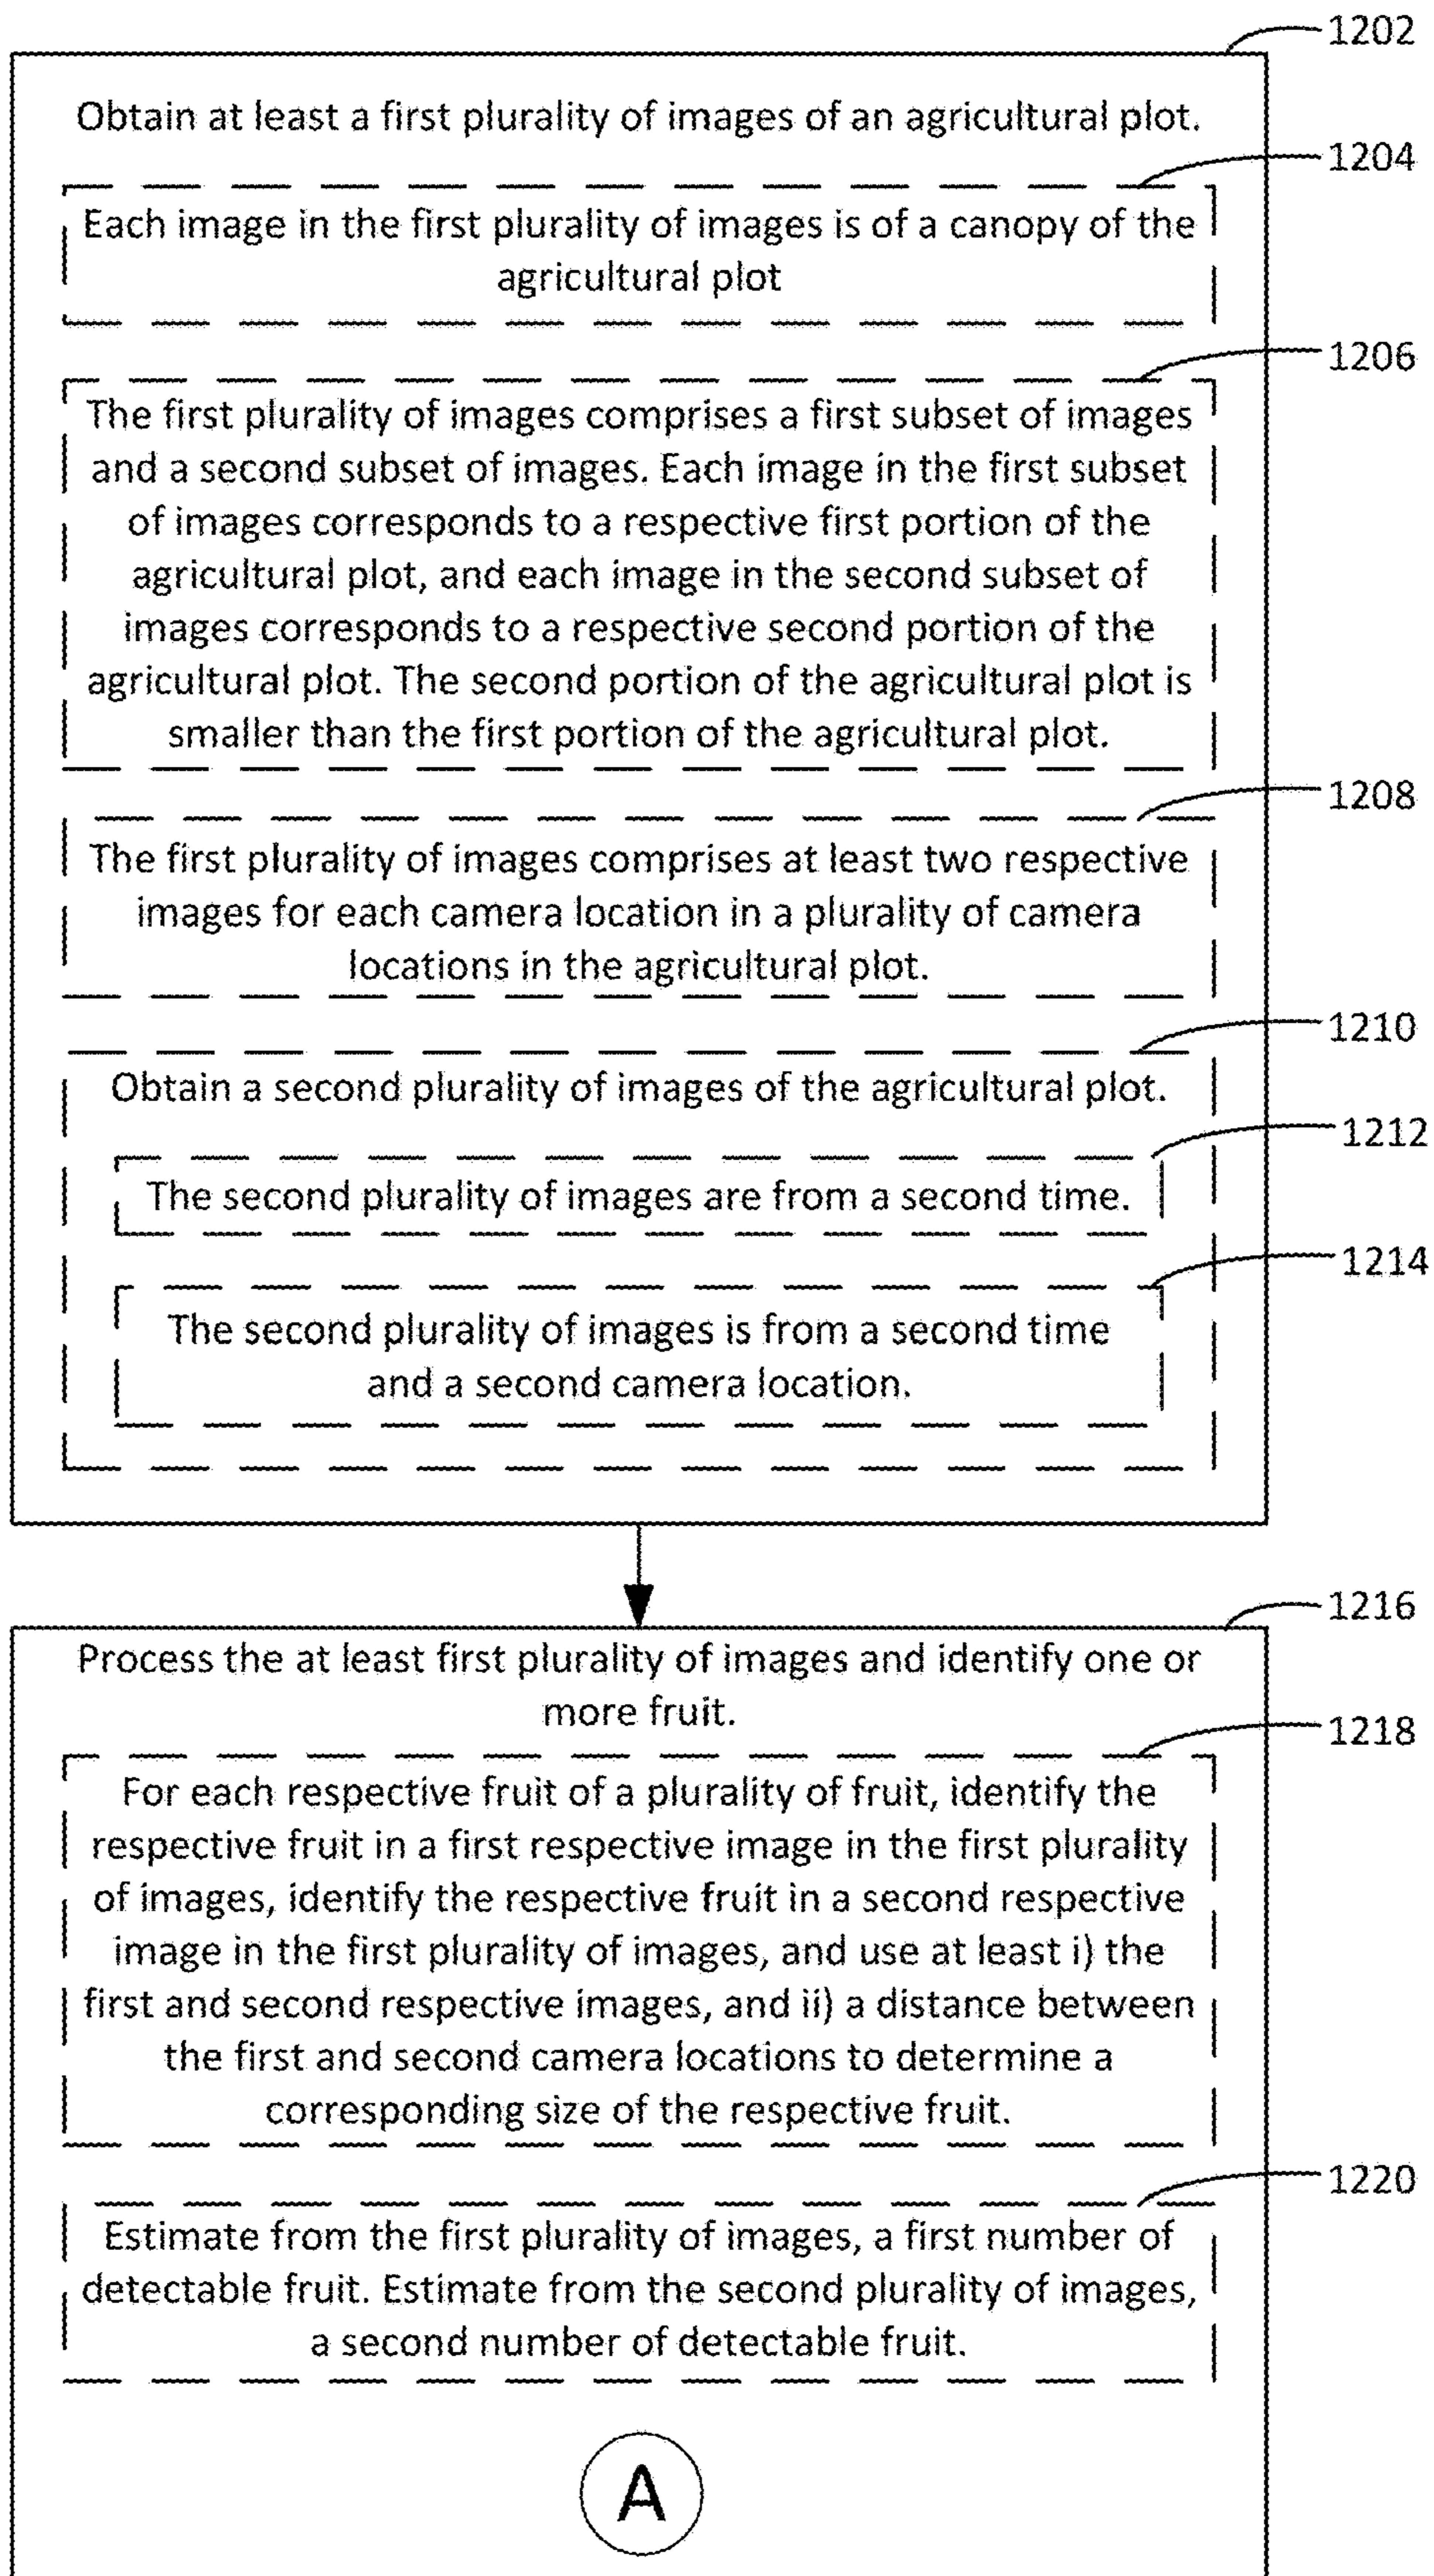 1202
Obtain at least a first plurality of images of an agricultural plot.
1204
Each image in the first plurality of images is of a canopy of the
agricultural plot
1206
The first plurality of images comprises a first subset of images
and a second subset of images. Each image in the first subset
of images corresponds to a respective first portion of the
agricultural plot, and each image in the second subset of
images corresponds to a respective second portion of the
agricultural plot. The second portion of the agricultural plot is
smaller than the first portion of the agricultural plot.
1208
The first plurality of images comprises at least two respective
images for each camera location in a plurality of camera
locations in the agricultural plot.
1210
Obtain a second plurality of images of the agricultural plot.
1212
The second plurality of images are from a second time.
1214
The second plurality of images is from a second time
and a second camera location.
1216
Process the at least first plurality of images and identify one or
more fruit.
1218
For each respective fruit of a plurality of fruit, identify the
respective fruit in a first respective image in the first plurality
of images, identify the respective fruit in a second respective
image in the first plurality of images, and use at least i) the
first and second respective images, and ii) a distance between
the first and second camera locations to determine a
corresponding size of the respective fruit.
1220
Estimate from the first plurality of images, a first number of
detectable fruit. Estimate from the second plurality of images,
a second number of detectable fruit.
A